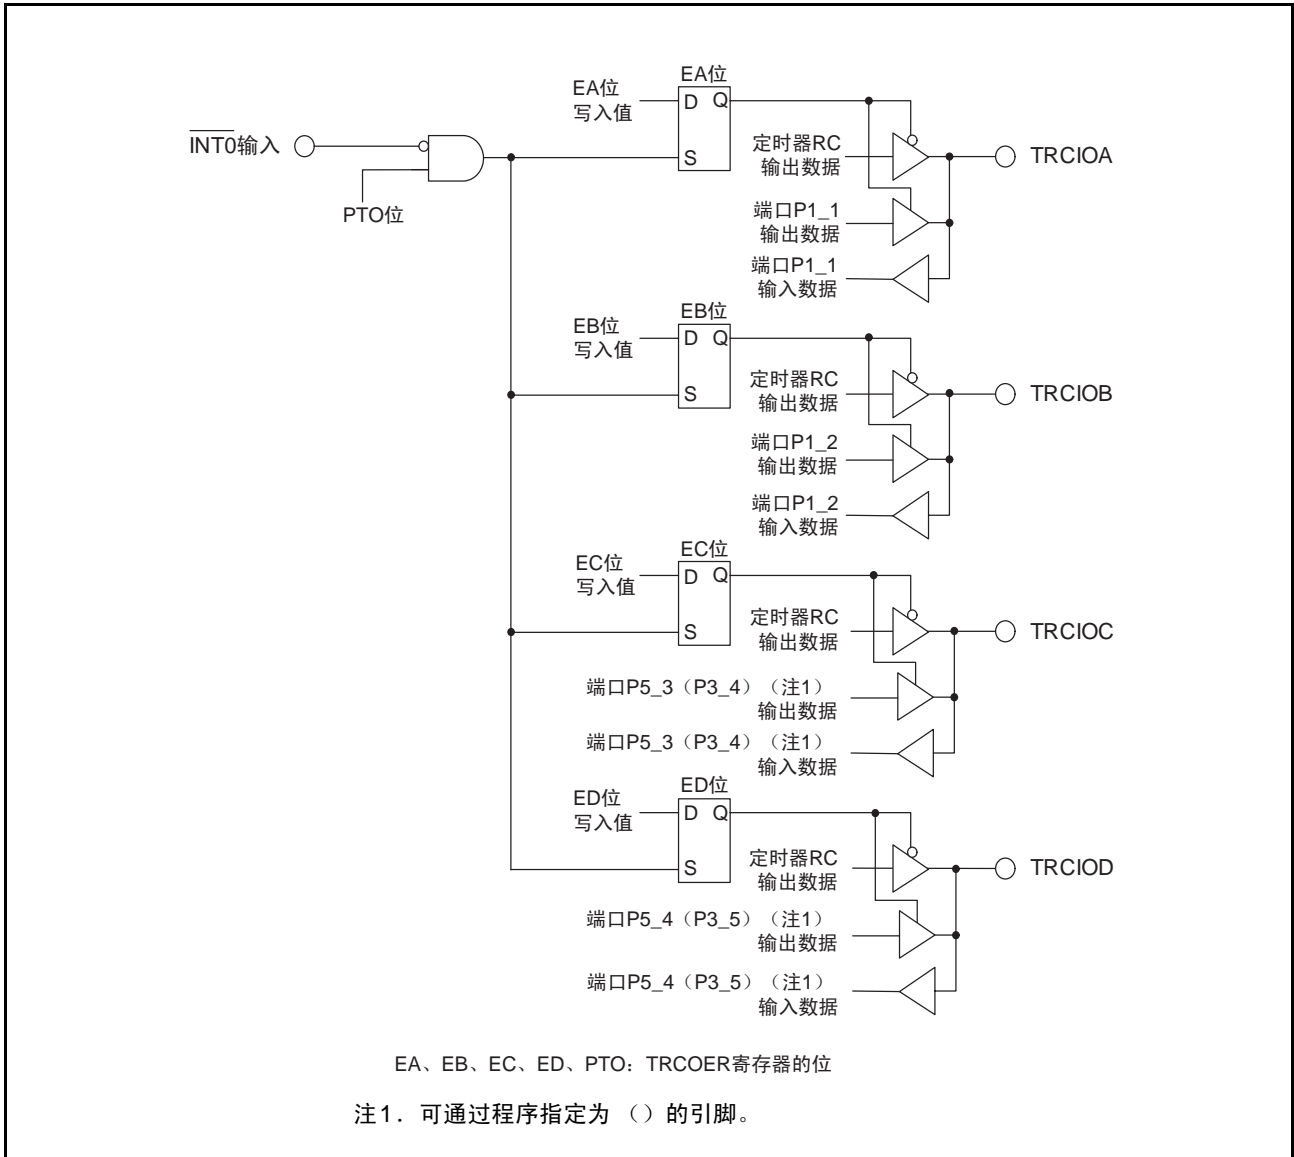 EA位
EA位
写入值
D Q
S
INT0输入
PTO位
定时器RC
输出数据
TRCIOA
端口P1_1
输出数据
端口P1_1
输入数据
EB位
EB位
写入值
D Q
S
定时器RC
输出数据
TRCIOB
端口P1_2
输出数据
端口P1_2
输入数据
EC位
EC位
写入值
D Q
S
定时器RC
输出数据
TRCIOC
端口P5_3（P3_4）（注1）
输出数据
端口P5_3（P3_4）（注1）
输入数据
ED位
ED位
写入值
D Q
S
定时器RC
输出数据
TRCIOD
端口P5_4（P3_5）（注1）
输出数据
端口P5_4（P3_5）（注1）
输入数据
EA、EB、EC、ED、PTO：TRCOER寄存器的位
注1. 可通过程序指定为（）的引脚。